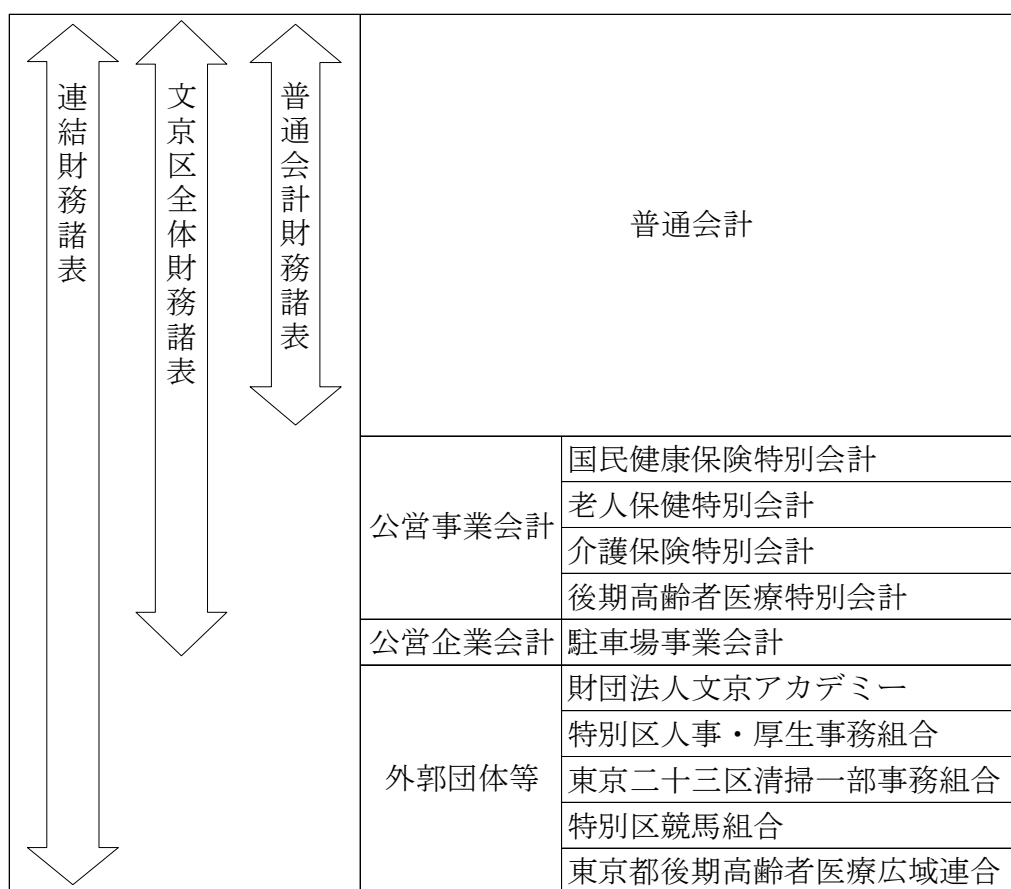 連結財務諸表
文京区全体財務諸表
普通会計財務諸表
普通会計
公営事業会計
国民健康保険特別会計
老人保健特別会計
介護保険特別会計
後期高齢者医療特別会計
公営企業会計
駐車場事業会計
外郭団体等
財団法人文京アカデミー
特別区人事・厚生事務組合
東京二十三区清掃一部事務組合
特別区競馬組合
東京都後期高齢者医療広域連合